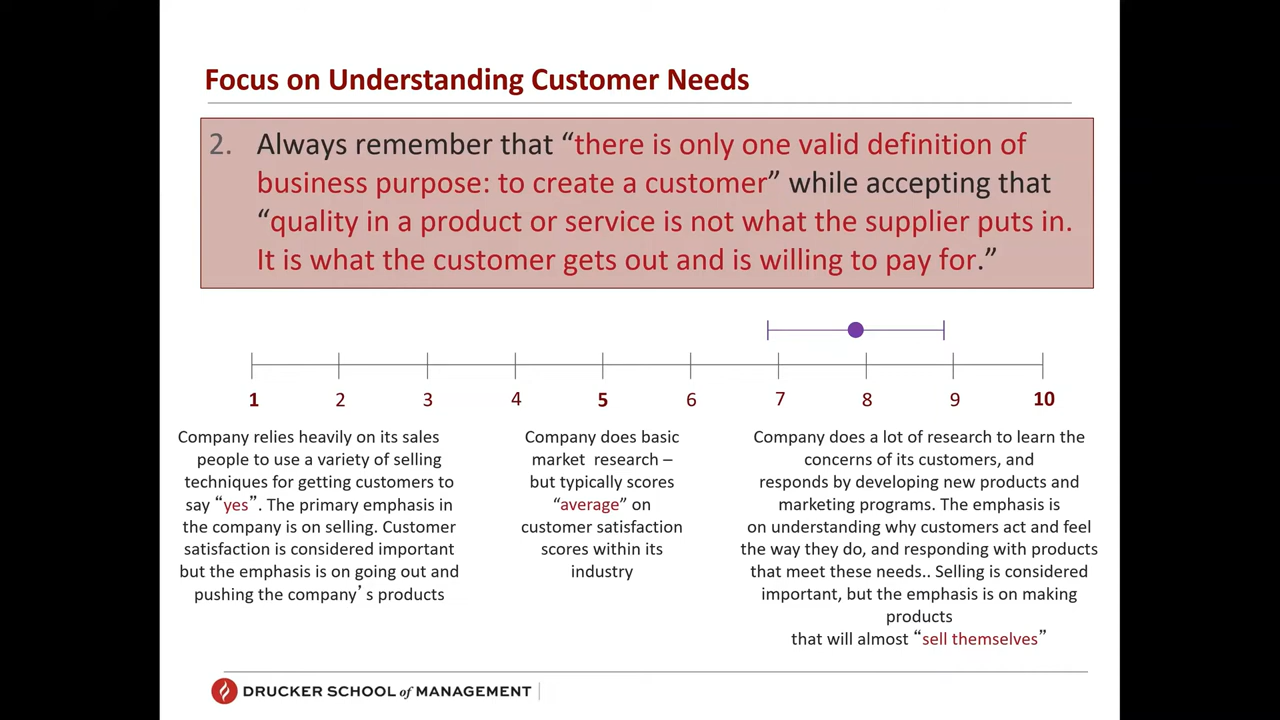 Focus on Understanding Customer Needs
2. Always remember that “there is only one valid definition of
business purpose: to create a customer” while accepting that
“quality in a product or service is not what the supplier puts in.
It is what the customer gets out and is willing to pay for.”
1 2 3 4 5 6 7 8 9 10
Company relies heavily on its sales
people to use a variety of selling
techniques for getting customers to
say “yes”. The primary emphasis in
the company is on selling. Customer
satisfaction is considered important
but the emphasis is on going out and
pushing the company’s products
Company does basic
market research –
but typically scores
“average” on
customer satisfaction
scores within its
industry
Company does a lot of research to learn the
concerns of its customers, and
responds by developing new products and
marketing programs. The emphasis is
on understanding why customers act and feel
the way they do, and responding with products
that meet these needs.. Selling is considered
important, but the emphasis is on making
products
that will almost “sell themselves”
DRUCKER SCHOOL of MANAGEMENT